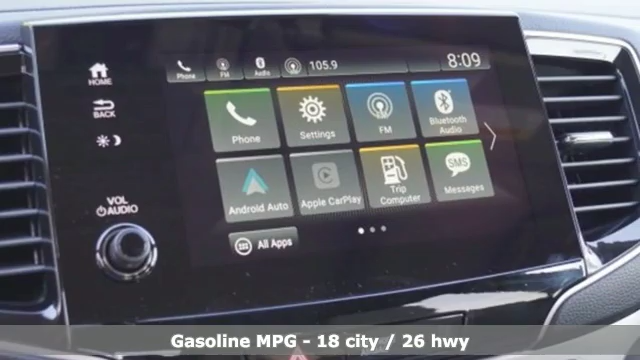 HOME
BACK
VOL
AUDIO
Phone
FM
Audio
105.9
8:09
Phone
Settings
FM
Bluetooth
Audio
Android Auto
Apple CarPlay
Trip
Computer
SMS
Messages
All Apps
Gasoline MPG - 18 city / 26 hwy